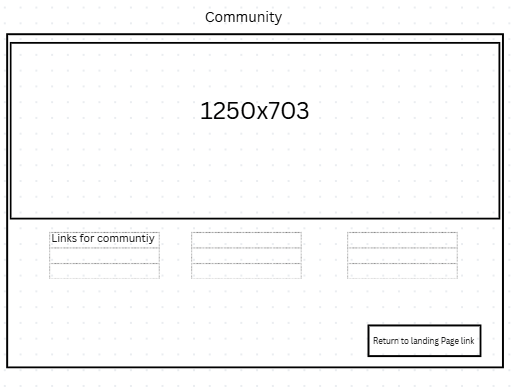 Community
1250x703
Links for communtiy
Return to landing Page link